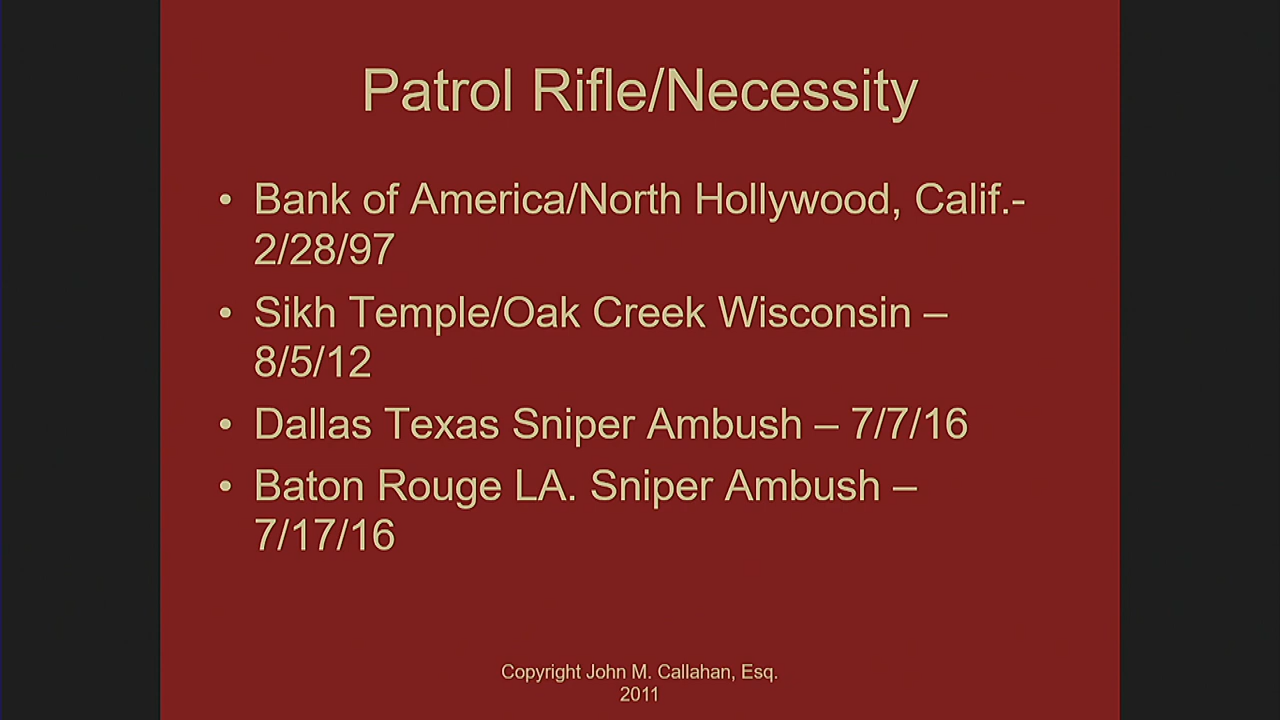 Patrol Rifle/Necessity
• Bank of America/North Hollywood, Calif.-
2/28/97
• Sikh Temple/Oak Creek Wisconsin –
8/5/12
• Dallas Texas Sniper Ambush – 7/7/16
• Baton Rouge LA. Sniper Ambush –
7/17/16
Copyright John M. Callahan, Esq.
2011